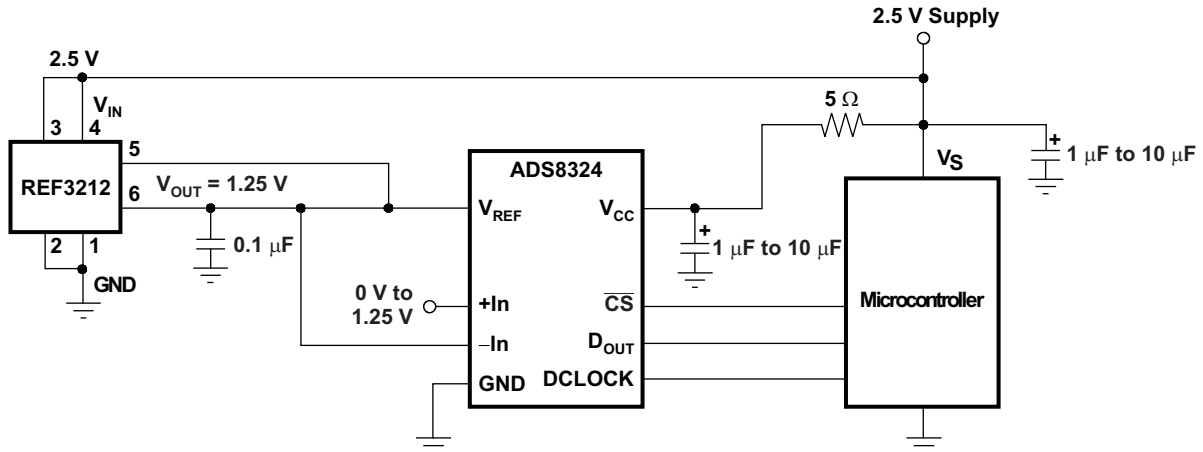 2.5 V Supply
2.5 V
V_IN
3 4
5 Ω
+
1 μF to 10 μF
V_S
5
REF3212
V_OUT = 1.25 V
6
ADS8324
V_REF
V_CC
+
1 μF to 10 μF
0.1 μF
2 1
GND
0 V to
1.25 V
+In
CS
Microcontroller
–In
D_OUT
GND
DCLOCK